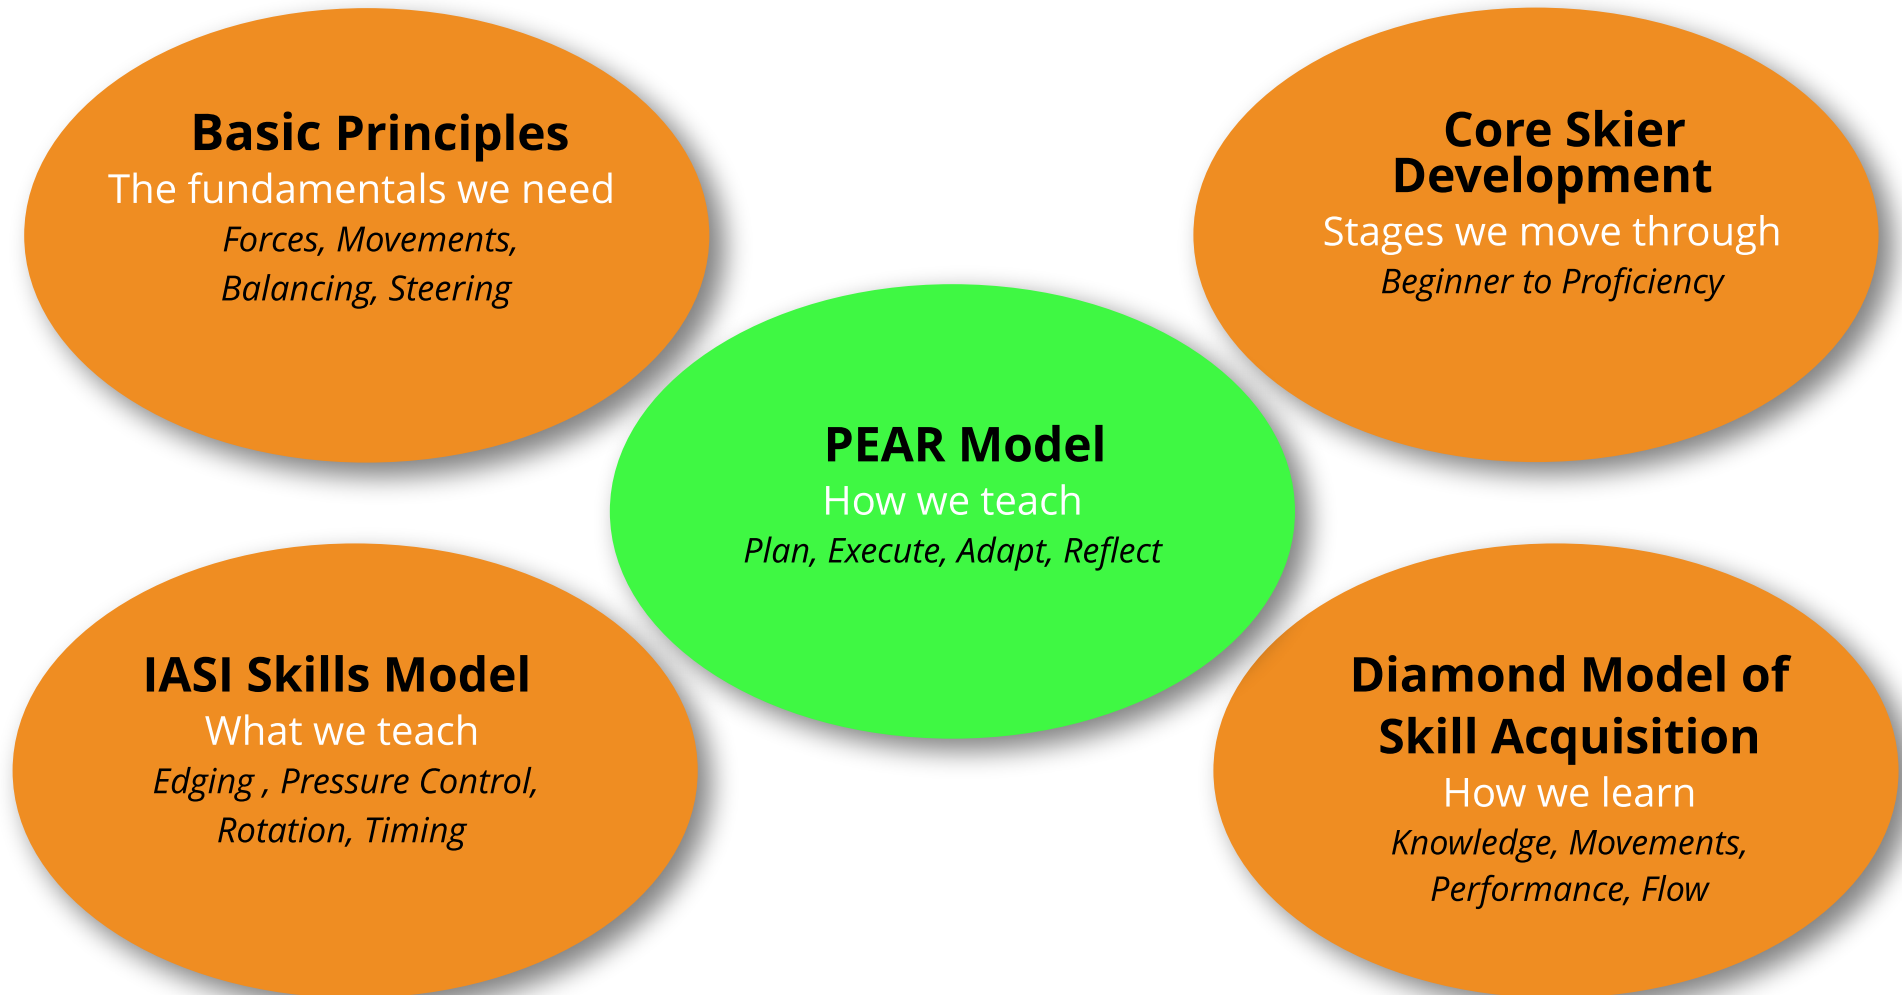 Basic Principles
The fundamentals we need
Forces, Movements,
Balancing, Steering
Core Skier
Development
Stages we move through
Beginner to Proficiency
PEAR Model
How we teach
Plan, Execute, Adapt, Reflect
IASI Skills Model
What we teach
Edging , Pressure Control,
Rotation, Timing
Diamond Model of
Skill Acquisition
How we learn
Knowledge, Movements,
Performance, Flow